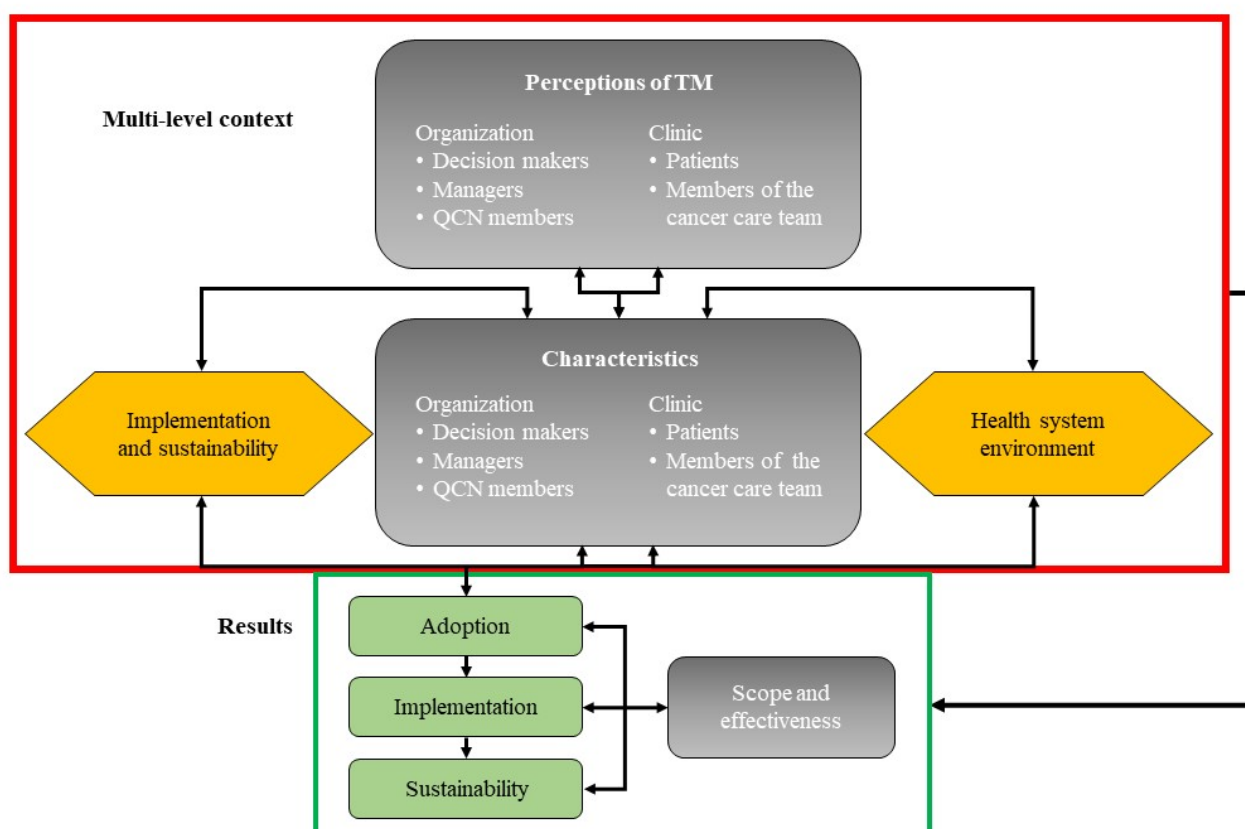 Multi-level context
Perceptions of TM
Organization
• Decision makers
• Managers
• QCN members
Clinic
• Patients
• Members of the
cancer care team
Characteristics
Organization
• Decision makers
• Managers
• QCN members
Clinic
• Patients
• Members of the
cancer care team
Implementation
and sustainability
Health system
environment
Results
Adoption
Implementation
Sustainability
Scope and
effectiveness